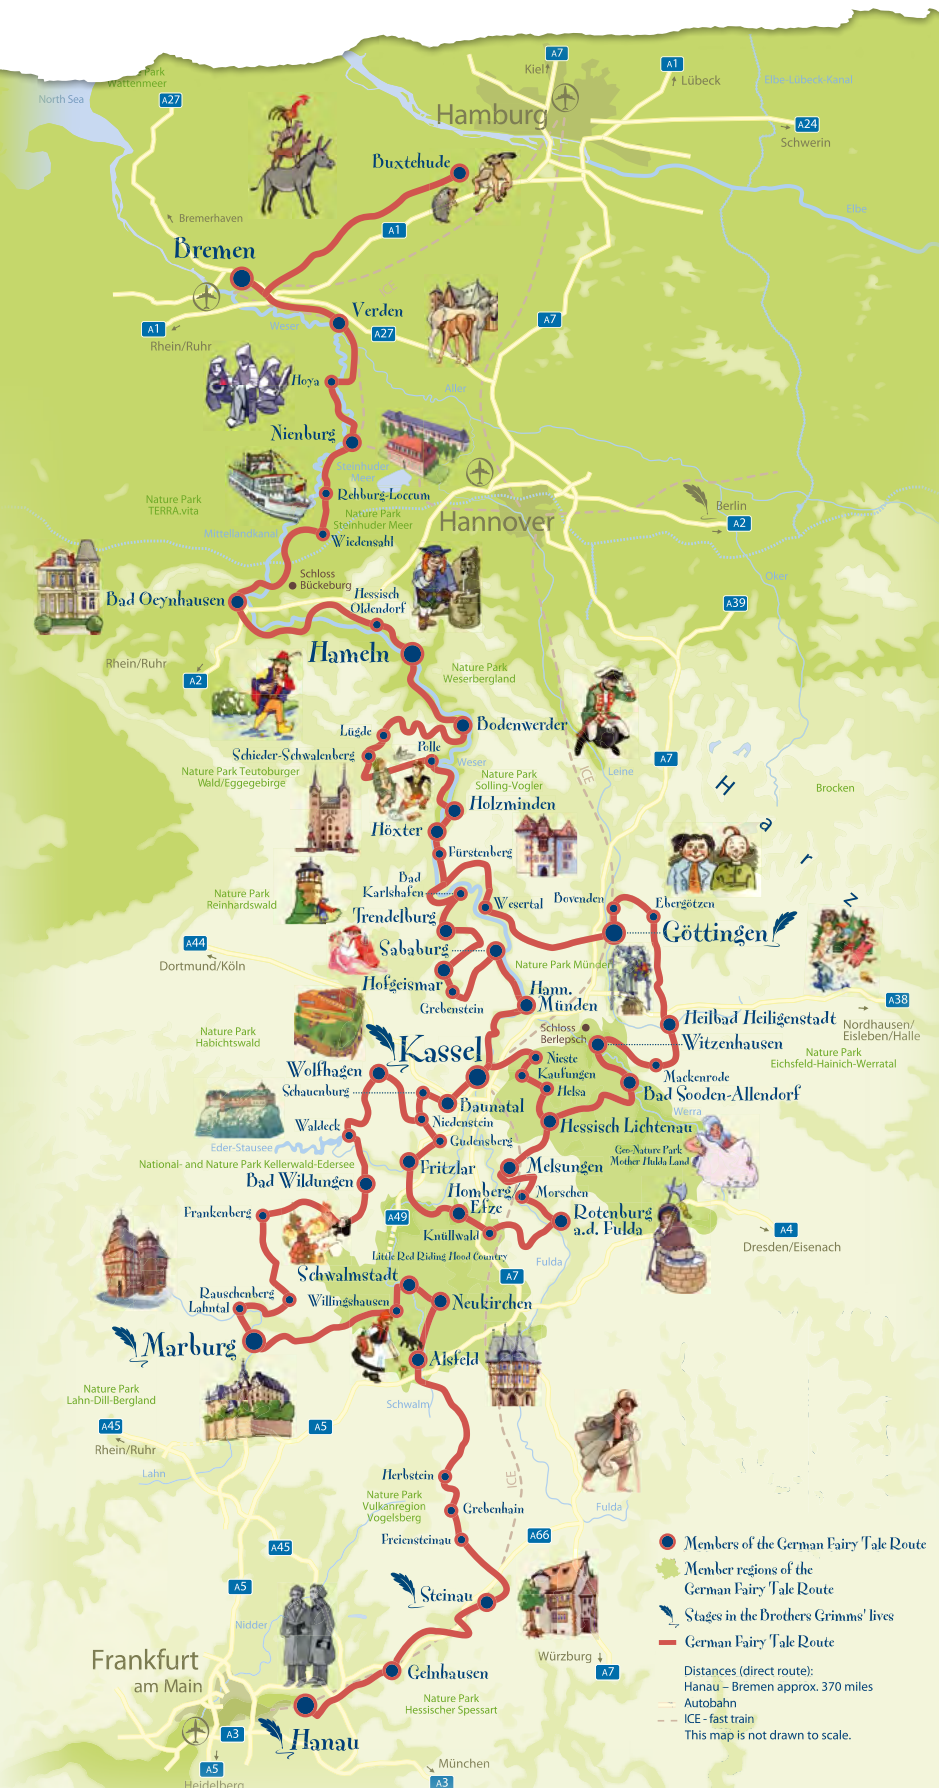 Park
Wattenmeer
North Sea
A27
A7
Kiel
A1
Lübeck
Elbe-Lübeck-Kanal
Hamburg
A24
Schwerin
Buxtehude
Bremerhaven
A1
Elbe
Bremen
ICE
A1
Rhein/Ruhr
Weser
Verden
A27
A7
Hoya
Aller
Nienburg
Steinhuder
Meer
Rehburg-Loccum
Nature Park
TERRA.vita
Nature Park
Steinhuder Meer
Mittellandkanal
Wiedensahl
Hannover
Berlin
A2
Schloss
Bückeburg
Oker
Bad Oeynhausen
Hessisch
Oldendorf
A39
Rhein/Ruhr
A2
Hameln
Nature Park
Weserbergland
Lügde
Bodenwerder
Schieder-Schwalenberg
Polle
Weser
A7
Nature Park Teutoburger
Wald/Eggegebirge
Nature Park
Solling-Vogler
ICE
Leine
Harz
Brocken
Holzminden
Höxter
Fürstenberg
Bad
Karlshafen
Nature Park
Reinhardswald
Wesertal
Bovenden
Ebergötzen
Trendelburg
Göttingen
A44
Dortmund/Köln
Sababurg
Nature Park Münden
Hofgeismar
Grebenstein
Hann.
Münden
A38
Nordhausen/
Eisleben/Halle
Heilbad Heiligenstadt
Schloss
Berlepsch
Witzenhausen
Nature Park
Habichtswald
Kassel
Nature Park
Eichsfeld-Hainich-Werratal
Nieste
Wolfhagen
Kaufungen
Mackenrode
Schauenburg
Helsa
Bad Sooden-Allendorf
Baunatal
Werra
Waldeck
Niedenstein
Hessisch Lichtenau
Gudensberg
Eder-Stausee
Geo-Nature Park
Mother Hulda Land
National- and Nature Park Kellerwald-Edersee
Fritzlar
Melsungen
Bad Wildungen
Homberg
Efze
Morschen
Frankenberg
A49
Rotenburg
a.d. Fulda
Knüllwald
A4
Dresden/Eisenach
Little Red Riding Hood Country
Fulda
Schwalmstadt
A7
Rauschenberg
Willingshausen
Neukirchen
Lahntal
Marburg
Alsfeld
Nature Park
Lahn-Dill-Bergland
Schwalm
A45
A5
Rhein/Ruhr
Lahn
Herbstein
ICE
Nature Park
Vulkanregion
Vogelsberg
Grebenhain
Fulda
Freiensteinau
A66
A45
A5
Steinau
Nidder
Frankfurt
am Main
Würzburg
A7
Gelnhausen
Nature Park
Hessischer Spessart
Hanau
A3
A5
Heidelberg
München
A3
Members of the German Fairy Tale Route
Member regions of the
German Fairy Tale Route
Stages in the Brothers Grimms' lives
German Fairy Tale Route
Distances (direct route):
Hanau – Bremen approx. 370 miles
Autobahn
ICE - fast train
This map is not drawn to scale.